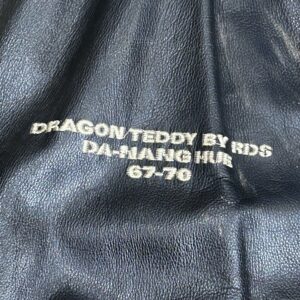 DRAGON TEDDY BY RDS
DA-NANG HUE
67-70